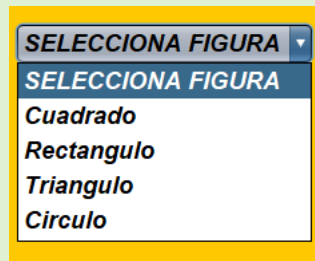 SELECCIONA FIGURA
SELECCIONA FIGURA
Cuadrado
Rectangulo
Triangulo
Circulo